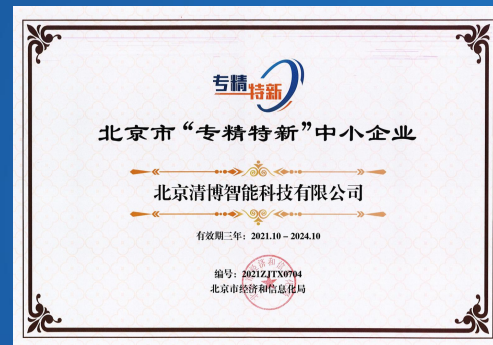 专精特新
北京市“专精特新”中小企业
北京清博智能科技有限公司
有效期三年：2021.10－2024.10
编号：2021ZJTX0704
北京市经济和信息化局